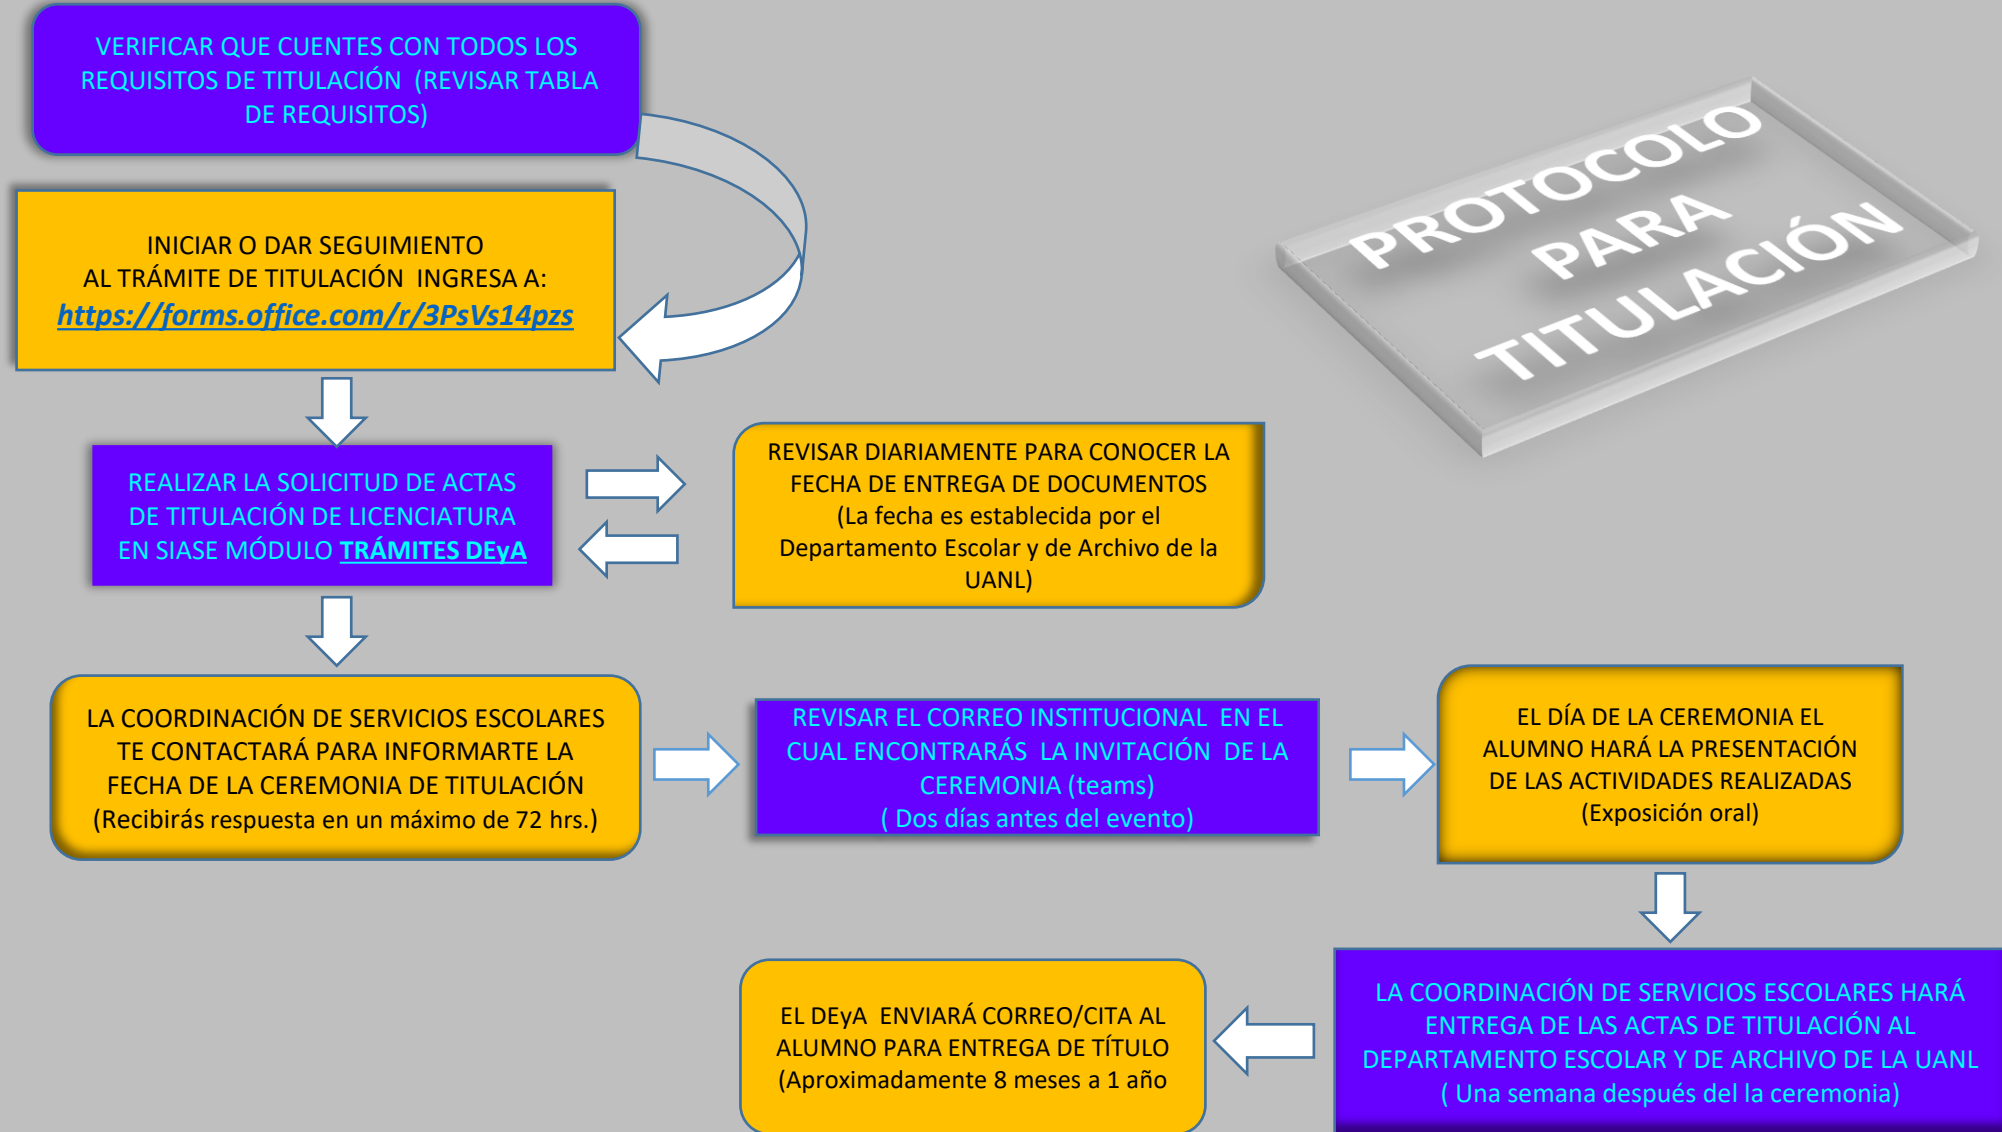 VERIFICAR QUE CUENTES CON TODOS LOS
REQUISITOS DE TITULACIÓN (REVISAR TABLA
DE REQUISITOS)
PROTOCOLO
PARA
TITULACIÓN
INICIAR O DAR SEGUIMIENTO
AL TRÁMITE DE TITULACIÓN INGRESA A:
https://forms.office.com/r/3PsVs14pzs
REALIZAR LA SOLICITUD DE ACTAS
DE TITULACIÓN DE LICENCIATURA
EN SIASE MÓDULO TRÁMITES DEyA
REVISAR DIARIAMENTE PARA CONOCER LA
FECHA DE ENTREGA DE DOCUMENTOS
(La fecha es establecida por el
Departamento Escolar y de Archivo de la
UANL)
LA COORDINACIÓN DE SERVICIOS ESCOLARES
TE CONTACTARÁ PARA INFORMARTE LA
FECHA DE LA CEREMONIA DE TITULACIÓN
(Recibirás respuesta en un máximo de 72 hrs.)
REVISAR EL CORREO INSTITUCIONAL EN EL
CUAL ENCONTRARÁS LA INVITACIÓN DE LA
CEREMONIA (teams)
( Dos días antes del evento)
EL DÍA DE LA CEREMONIA EL
ALUMNO HARÁ LA PRESENTACIÓN
DE LAS ACTIVIDADES REALIZADAS
(Exposición oral)
LA COORDINACIÓN DE SERVICIOS ESCOLARES HARÁ
ENTREGA DE LAS ACTAS DE TITULACIÓN AL
DEPARTAMENTO ESCOLAR Y DE ARCHIVO DE LA UANL
( Una semana después del la ceremonia)
EL DEyA ENVIARÁ CORREO/CITA AL
ALUMNO PARA ENTREGA DE TÍTULO
(Aproximadamente 8 meses a 1 año